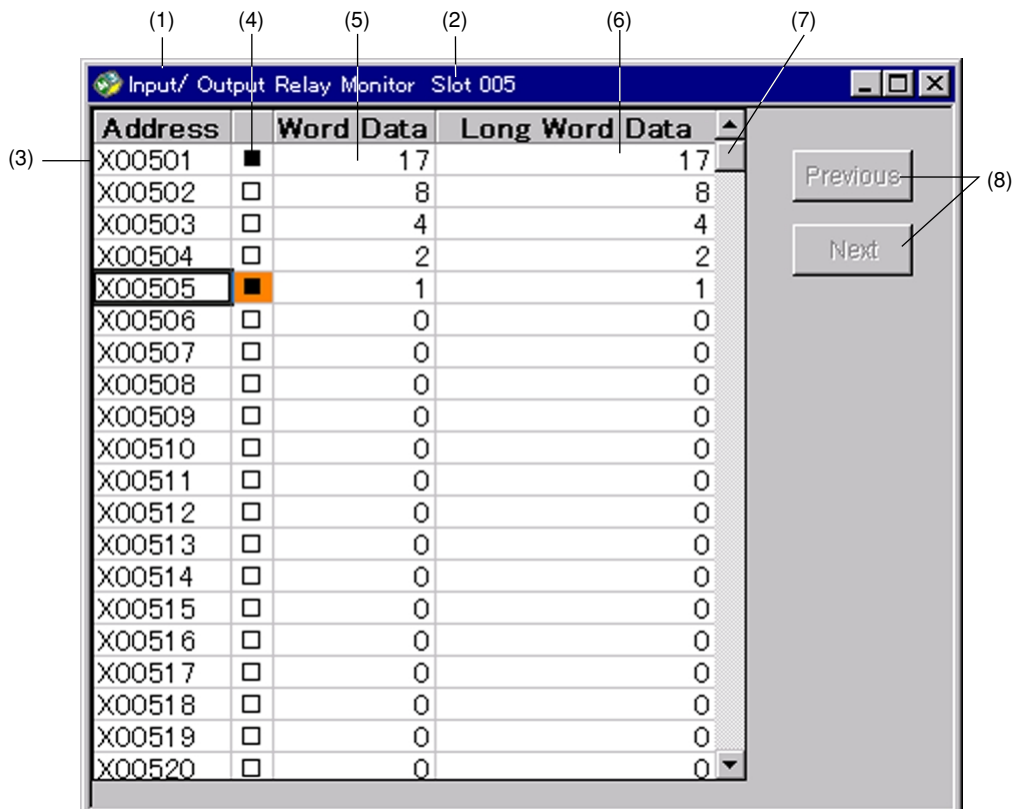 (1) (4) (5) (2) (6) (7)
Input/ Output Relay Monitor Slot 005
Address Word Data Long Word Data
(3) X00501 17 17
Previous (8)
X00502 8 8
X00503 4 4
Next
X00504 2 2
X00505 1 1
X00506 0 0
X00507 0 0
X00508 0 0
X00509 0 0
X00510 0 0
X00511 0 0
X00512 0 0
X00513 0 0
X00514 0 0
X00515 0 0
X00516 0 0
X00517 0 0
X00518 0 0
X00519 0 0
X00520 0 0